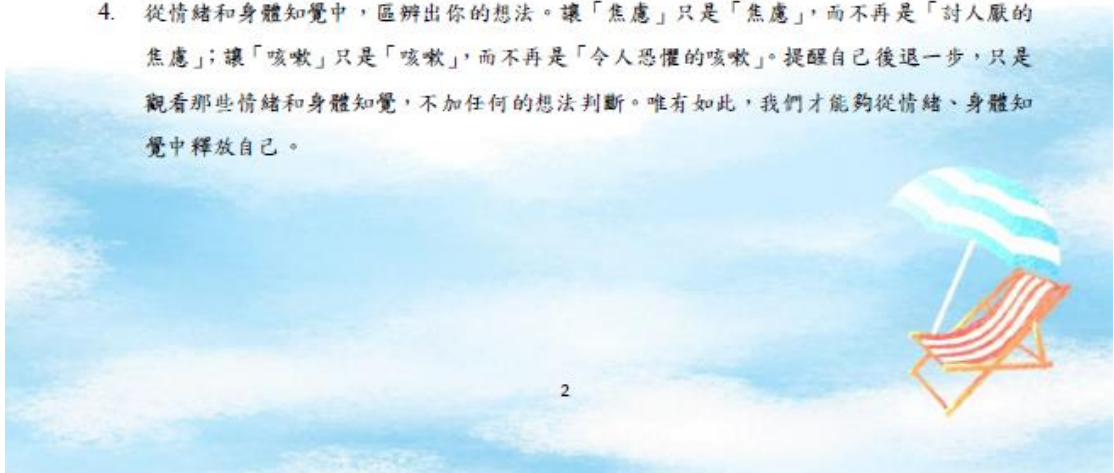 4. 從情緒和身體知覺中，區辨出你的想法。讓「焦慮」只是「焦慮」，而不再是「討人厭的
焦慮」；讓「咳嗽」只是「咳嗽」，而不再是「令人恐懼的咳嗽」。提醒自己後退一步，只是
觀看那些情緒和身體知覺，不加任何的想法判斷。唯有如此，我們才能夠從情緒、身體知
覺中釋放自己。
2